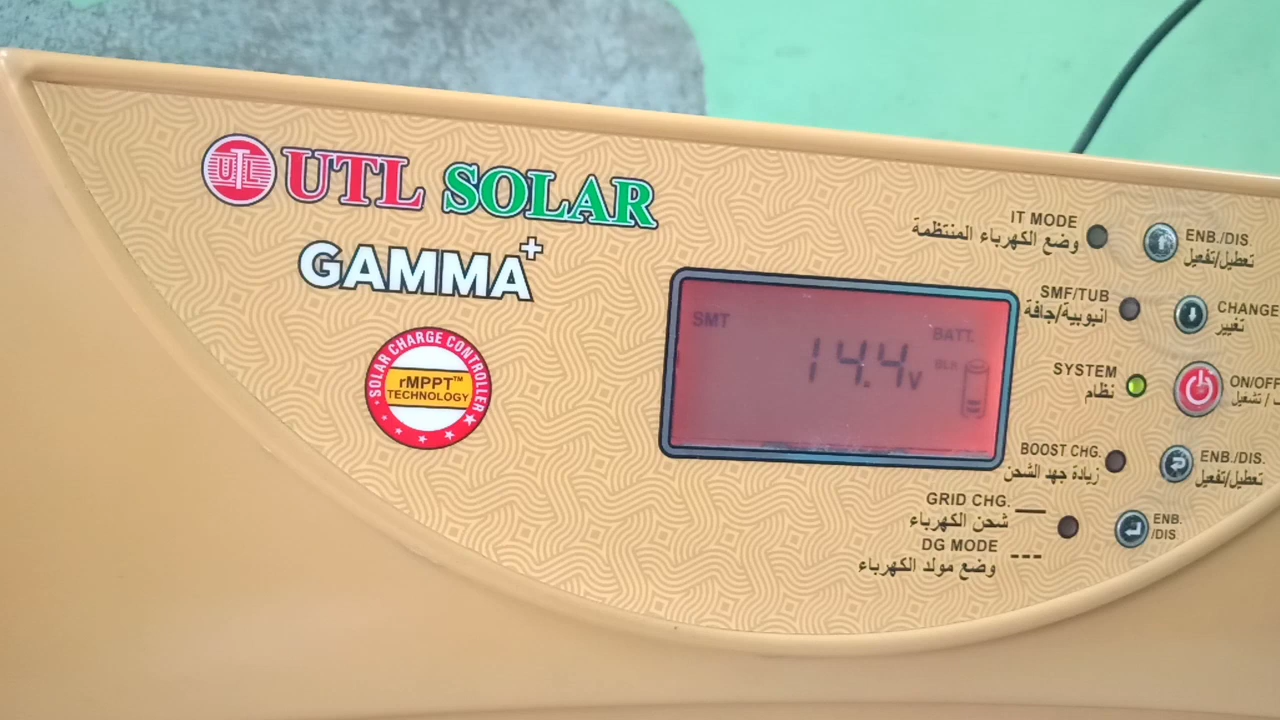 UTL
UTL SOLAR
GAMMA+
SOLAR CHARGE CONTROLLER
rMPPT™
TECHNOLOGY
SMT
BATT.
14.4v
IT MODE
وضع الكهرباء المنتظمة
ENB./DIS.
تعطيل/تفعيل
SMF/TUB
انبوبية/جافة
CHANGE
تغيير
SYSTEM
نظام
ON/OFF
/ تشغيل
BOOST CHG.
زيادة جهد الشحن
ENB./DIS.
تعطيل/تفعيل
GRID CHG.
شحن الكهرباء
DG MODE
وضع مولد الكهرباء
ENB.
/DIS